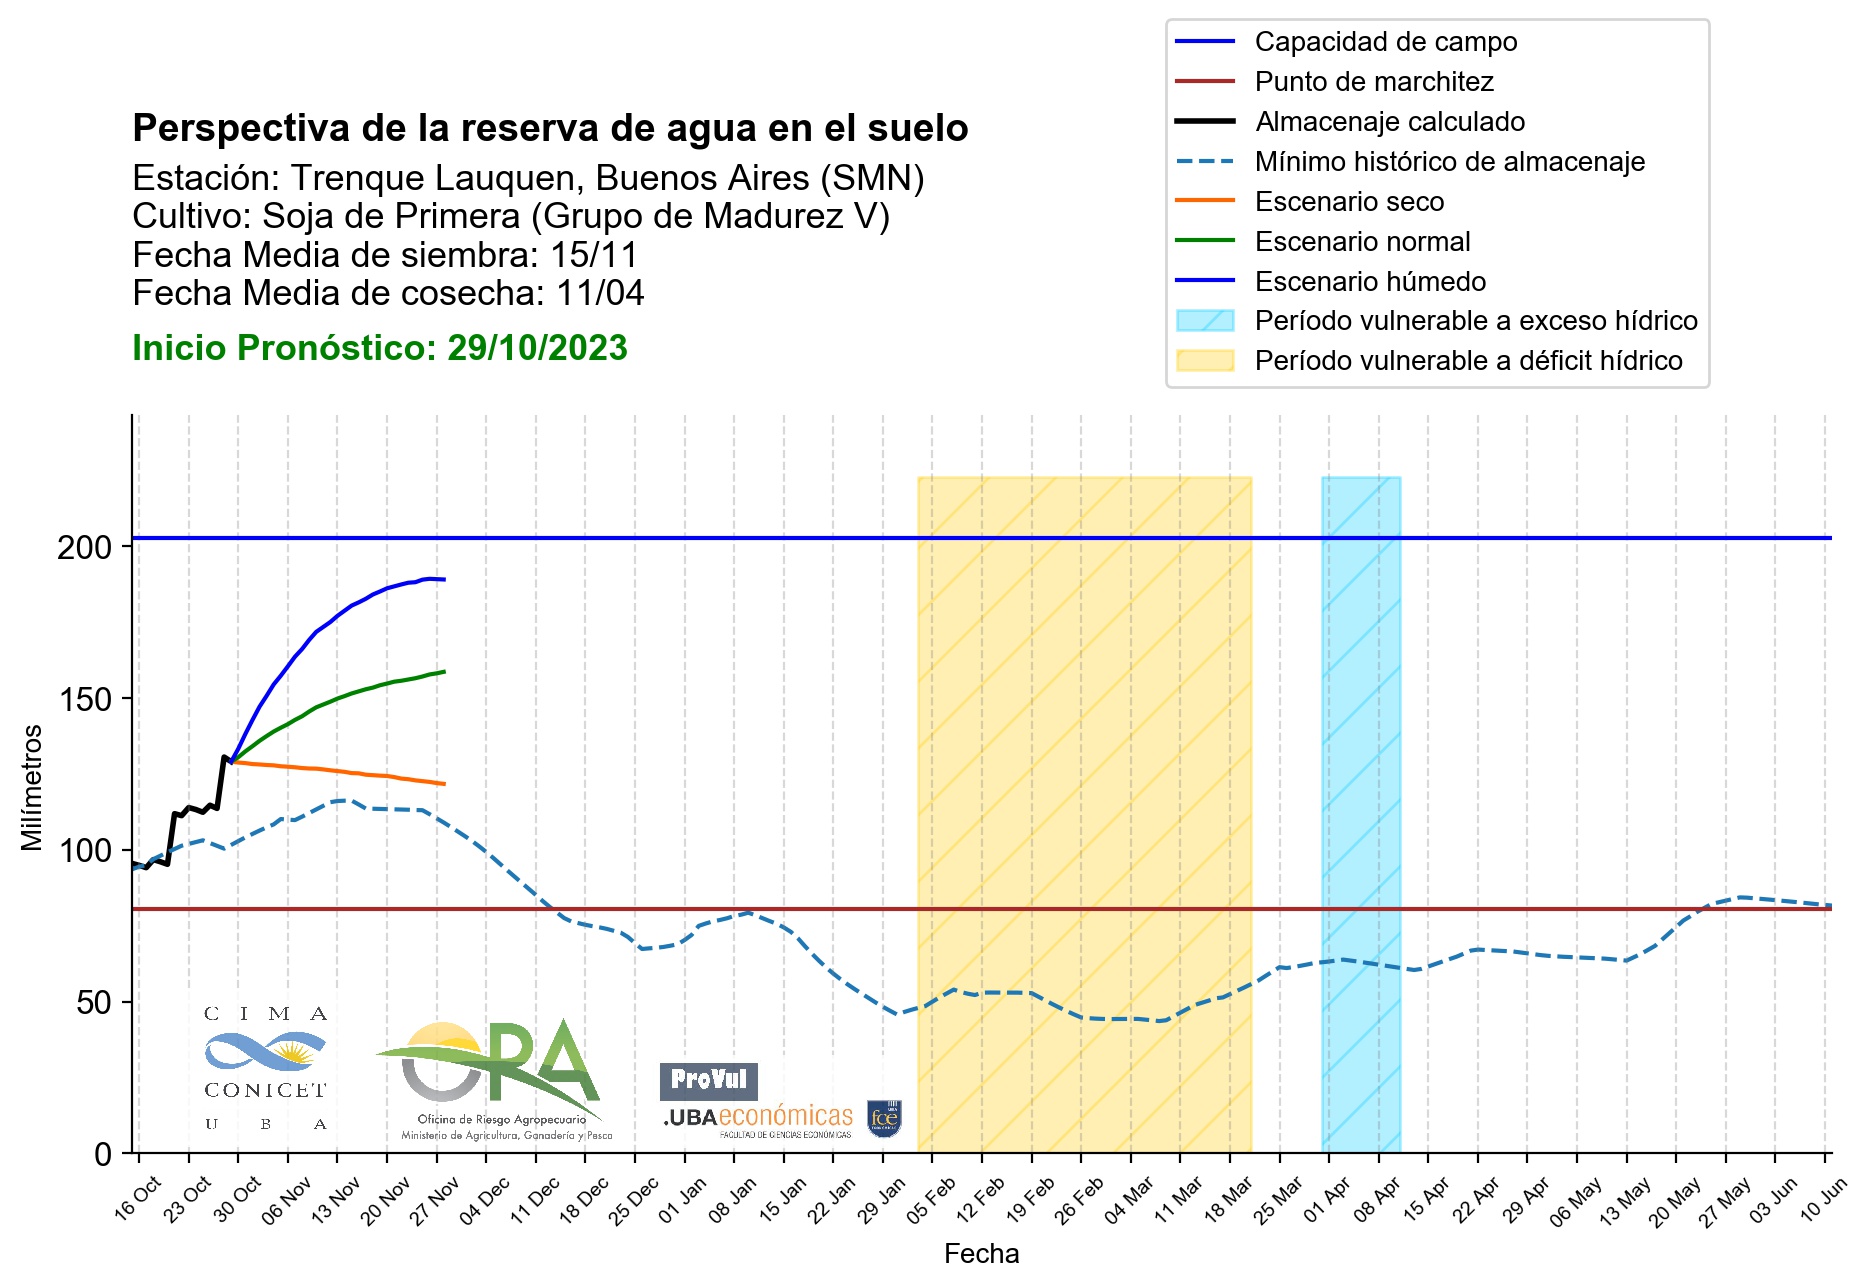 Capacidad de campo
Punto de marchitez
Almacenaje calculado
Mínimo histórico de almacenaje
Escenario seco
Escenario normal
Escenario húmedo
Período vulnerable a exceso hídrico
Período vulnerable a déficit hídrico
Perspectiva de la reserva de agua en el suelo
Estación: Trenque Lauquen, Buenos Aires (SMN)
Cultivo: Soja de Primera (Grupo de Madurez V)
Fecha Media de siembra: 15/11
Fecha Media de cosecha: 11/04
Inicio Pronóstico: 29/10/2023
Milímetros
200
150
100
50
0
C I M A
CONICET
U B A
ORA
Oficina de Riesgo Agropecuario
Ministerio de Agricultura, Ganadería y Pesca
ProVul
.UBAeconómicas
FACULTAD DE CIENCIAS ECONÓMICAS
UBA
fce
16 Oct
23 Oct
30 Oct
06 Nov
13 Nov
20 Nov
27 Nov
04 Dec
11 Dec
18 Dec
25 Dec
01 Jan
08 Jan
15 Jan
22 Jan
29 Jan
05 Feb
12 Feb
19 Feb
26 Feb
04 Mar
11 Mar
18 Mar
25 Mar
01 Apr
08 Apr
15 Apr
22 Apr
29 Apr
06 May
13 May
20 May
27 May
03 Jun
10 Jun
Fecha